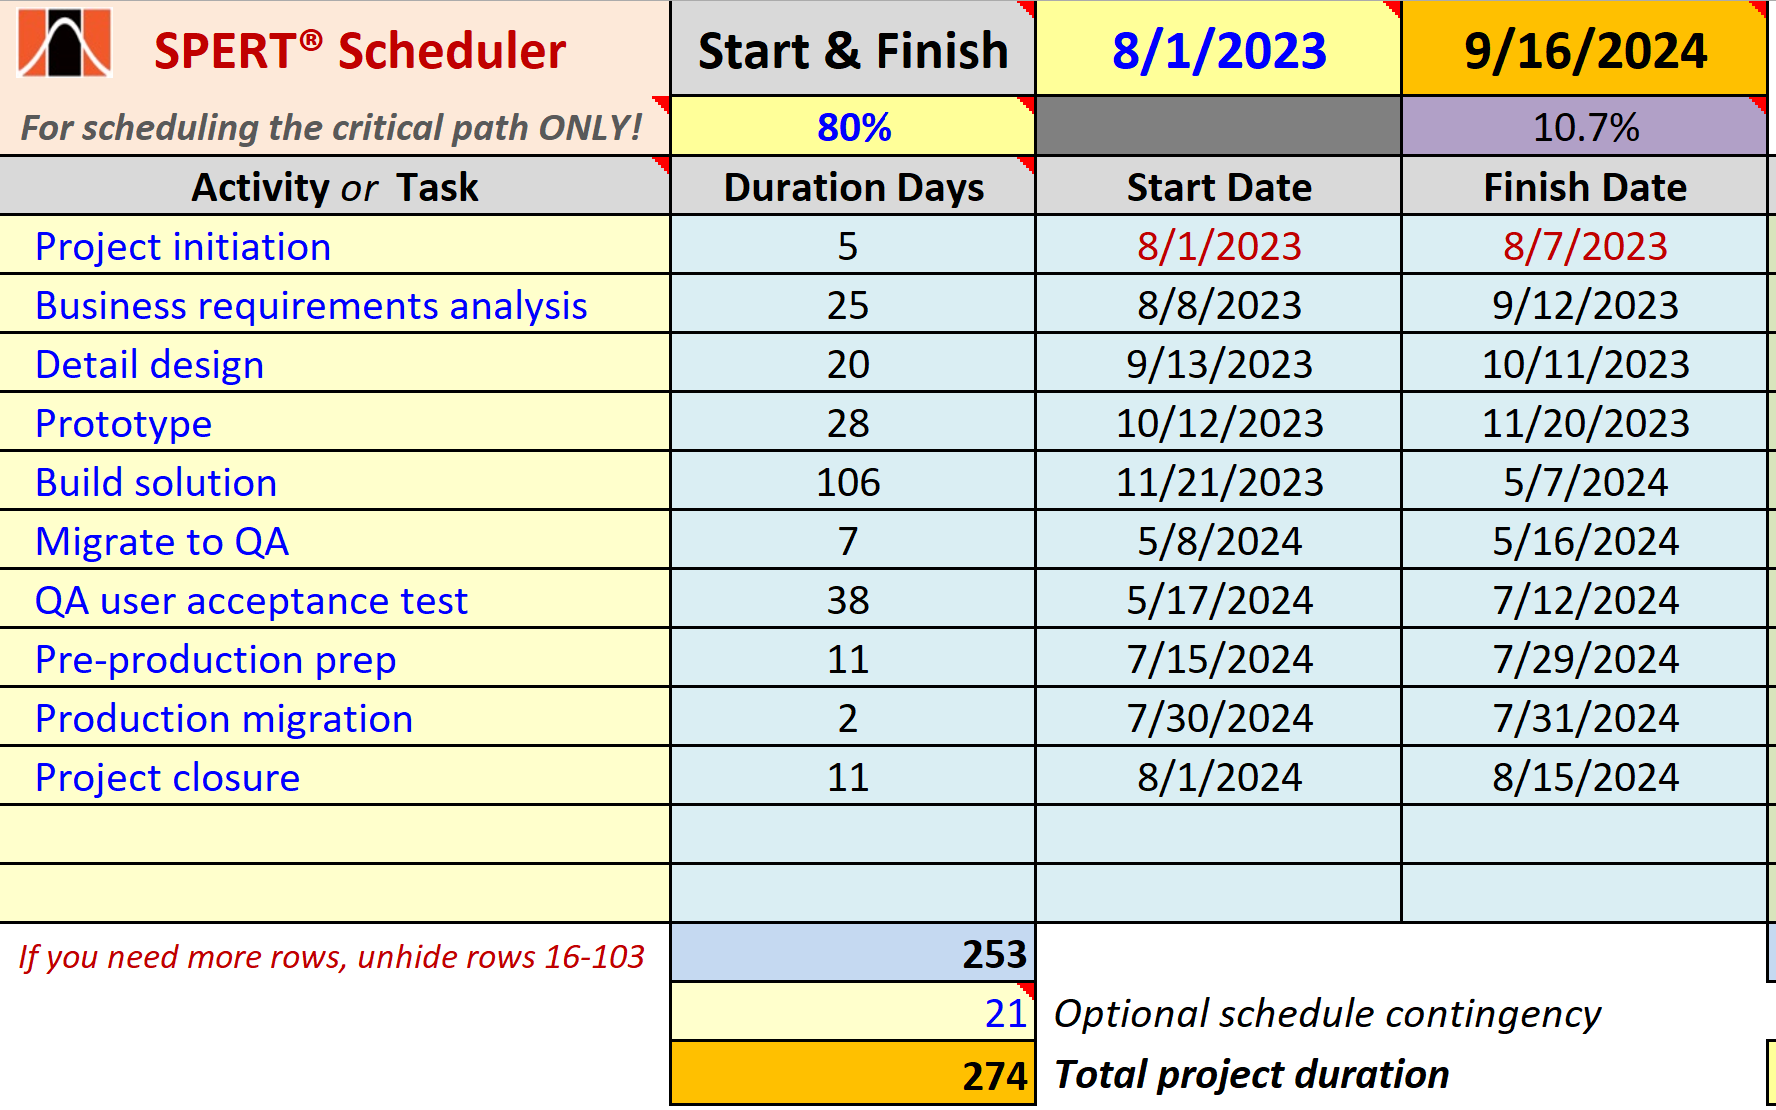 SPERT® Scheduler Start & Finish 8/1/2023 9/16/2024
For scheduling the critical path ONLY! 80% 10.7%
Activity or Task Duration Days Start Date Finish Date
Project initiation 5 8/1/2023 8/7/2023
Business requirements analysis 25 8/8/2023 9/12/2023
Detail design 20 9/13/2023 10/11/2023
Prototype 28 10/12/2023 11/20/2023
Build solution 106 11/21/2023 5/7/2024
Migrate to QA 7 5/8/2024 5/16/2024
QA user acceptance test 38 5/17/2024 7/12/2024
Pre-production prep 11 7/15/2024 7/29/2024
Production migration 2 7/30/2024 7/31/2024
Project closure 11 8/1/2024 8/15/2024
If you need more rows, unhide rows 16-103 253
21 Optional schedule contingency
274 Total project duration